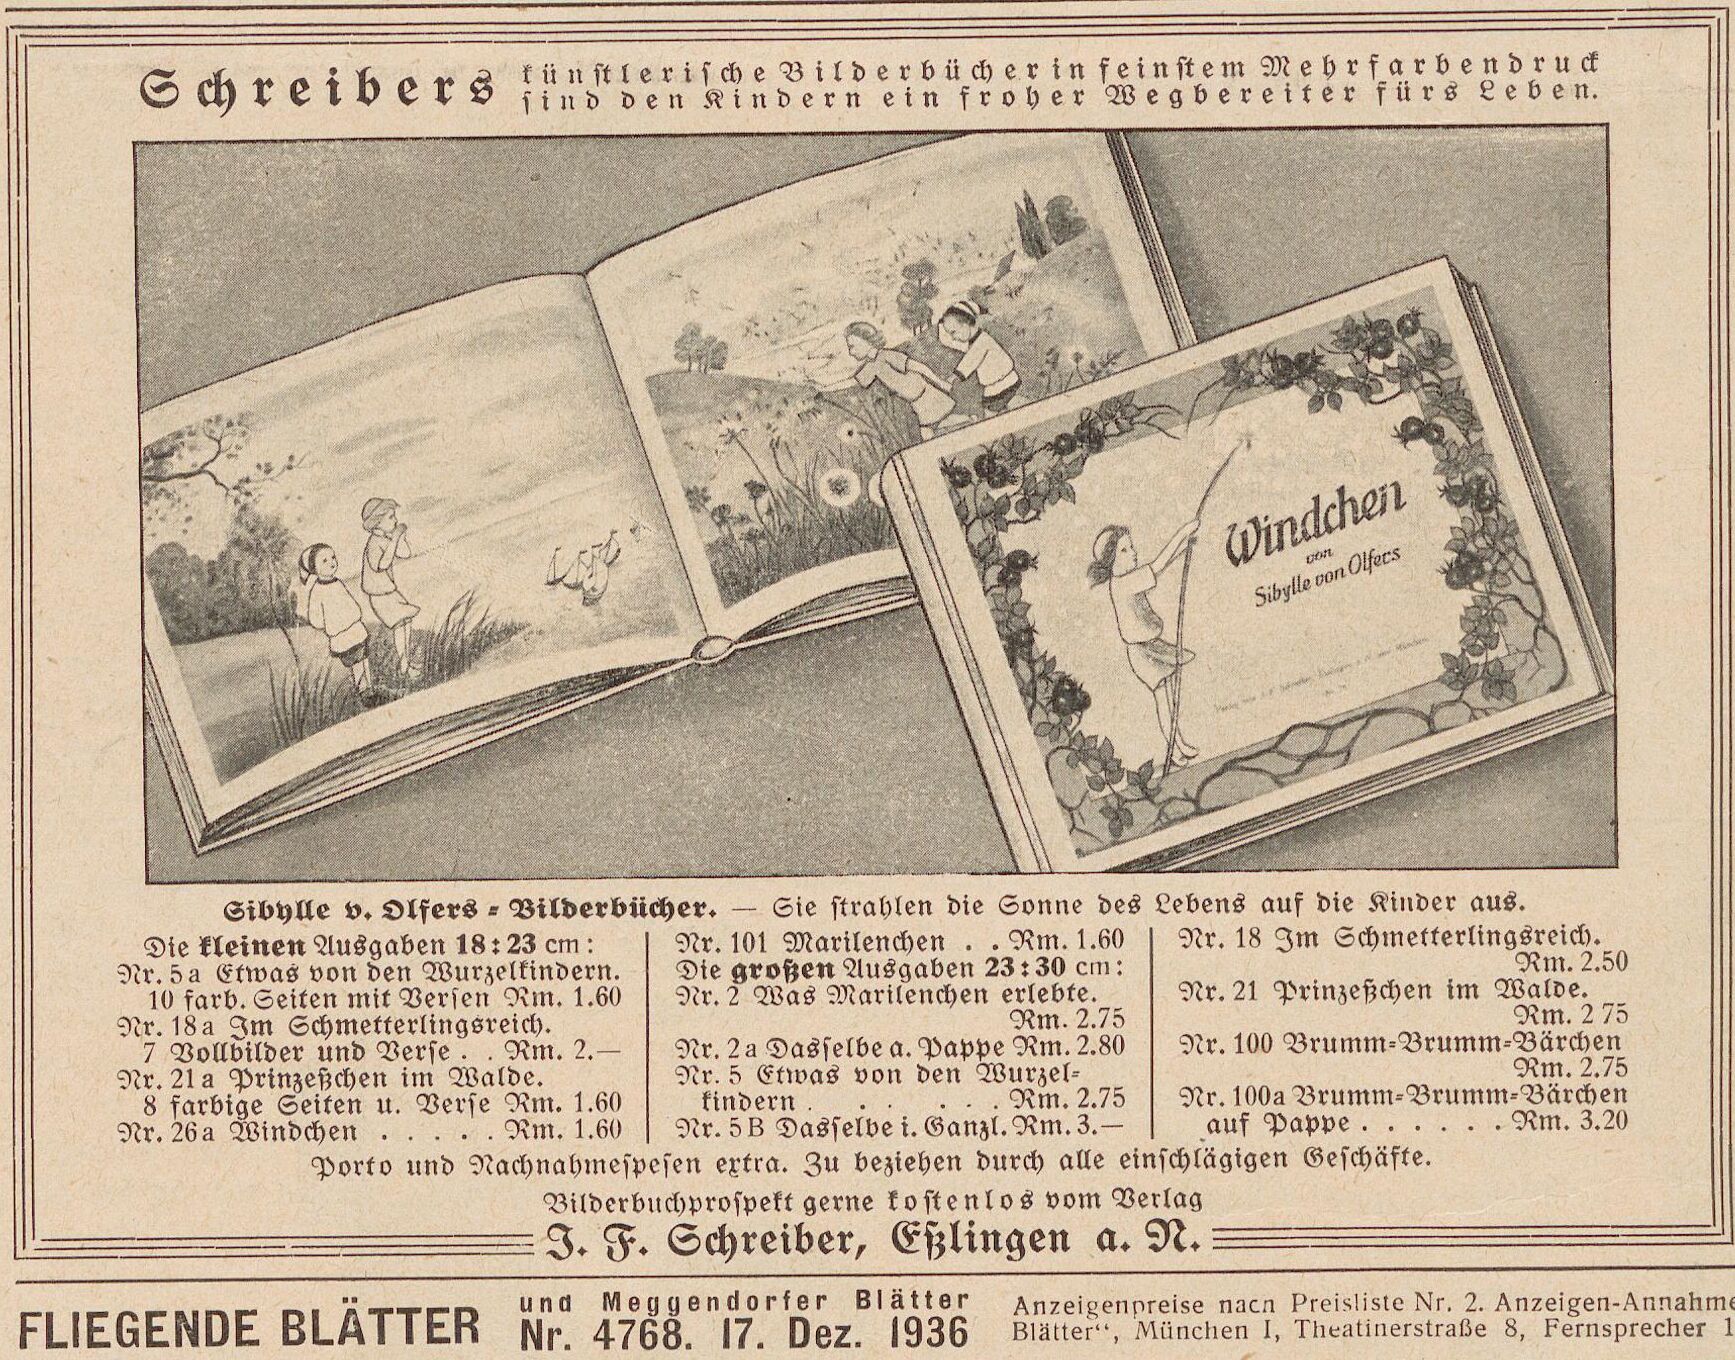 Schreibers
künstlerische Bilderbücher in feinstem Mehrfarbendruck
sind den Kindern ein froher Wegbereiter fürs Leben.
Windchen
von
Sibylle von Olfers
Sibylle v. Olfers-Bilderbücher. — Sie strahlen die Sonne des Lebens auf die Kinder aus.
Die kleinen Ausgaben 18:23 cm:
Nr. 5a Etwas von den Wurzelkindern.
10 farb. Seiten mit Versen Rm. 1.60
Nr. 18a Im Schmetterlingsreich.
7 Vollbilder und Verse . . Rm. 2.—
Nr. 21a Prinzeßchen im Walde.
8 farbige Seiten u. Verse Rm. 1.60
Nr. 26a Windchen . . . . . Rm. 1.60
Nr. 101 Marilenchen . . Rm. 1.60
Die großen Ausgaben 23:30 cm:
Nr. 2 Was Marilenchen erlebte.
Rm. 2.75
Nr. 2a Dasselbe a. Pappe Rm. 2.80
Nr. 5 Etwas von den Wurzel-
kindern . . . . . . Rm. 2.75
Nr. 5B Dasselbe i. Ganzl. Rm. 3.—
Nr. 18 Im Schmetterlingsreich.
Rm. 2.50
Nr. 21 Prinzeßchen im Walde.
Rm. 2 75
Nr. 100 Brumm-Brumm-Bärchen
Rm. 2.75
Nr. 100a Brumm-Brumm-Bärchen
auf Pappe . . . . . . Rm. 3.20
Porto und Nachnahmespesen extra. Zu beziehen durch alle einschlägigen Geschäfte.
Bilderbuchprospekt gerne kostenlos vom Verlag
J. F. Schreiber, Eßlingen a. N.
FLIEGENDE BLÄTTER
und Meggendorfer Blätter
Nr. 4768. 17. Dez. 1936
Anzeigenpreise nach Preisliste Nr. 2. Anzeigen-Annahme
Blätter“, München I, Theatinerstraße 8, Fernsprecher 1